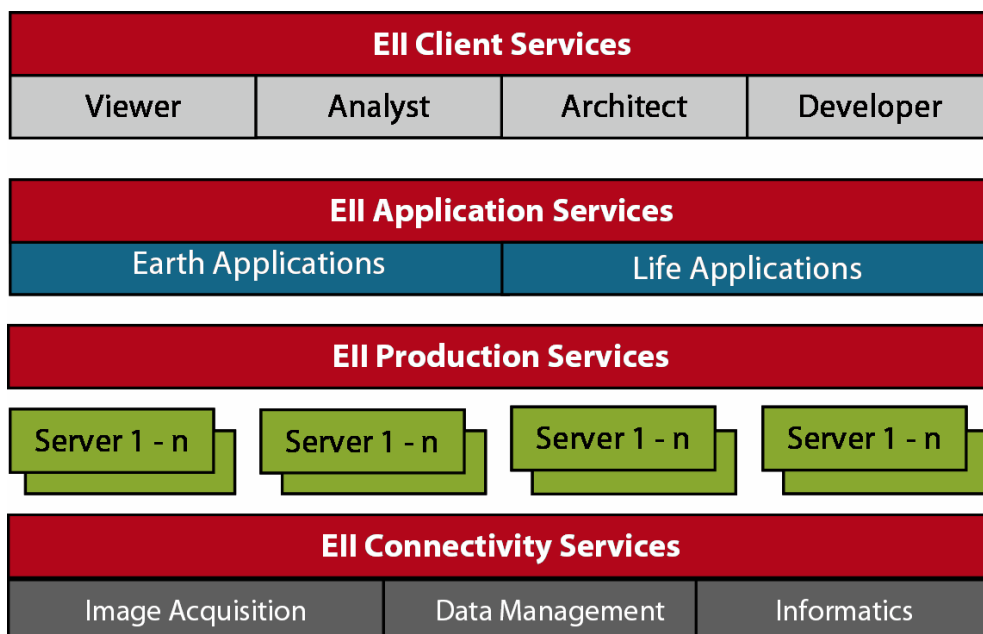 EII Client Services
Viewer Analyst Architect Developer
EII Application Services
Earth Applications Life Applications
EII Production Services
Server 1 - n Server 1 - n Server 1 - n Server 1 - n
EII Connectivity Services
Image Acquisition Data Management Informatics